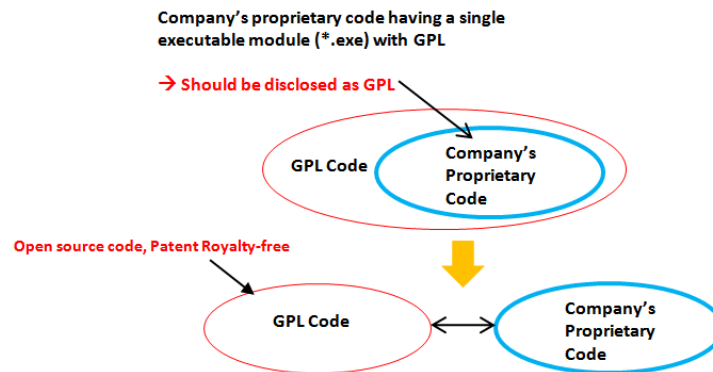 Company's proprietary code having a single
executable module (*.exe) with GPL
→ Should be disclosed as GPL
GPL Code
Company's
Proprietary
Code
Open source code, Patent Royalty-free
GPL Code
Company's
Proprietary
Code